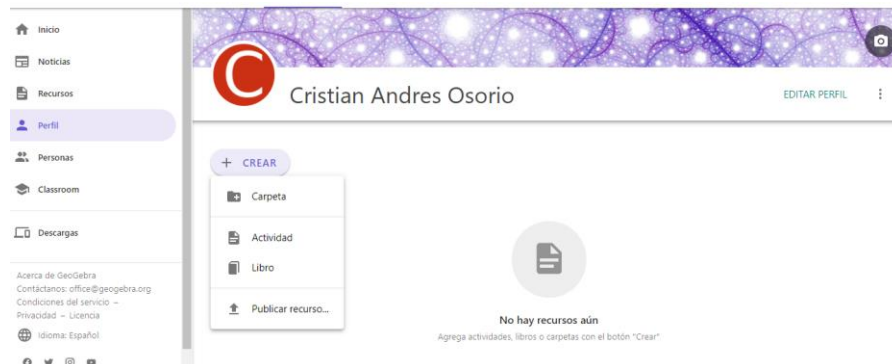 Inicio
Noticias
Recursos
Perfil
Personas
Classroom
Descargas
Acerca de GeoGebra
Contáctanos: office@geogebra.org
Condiciones del servicio –
Privacidad – Licencia
Idioma: Español
C
Cristian Andres Osorio
EDITAR PERFIL
+ CREAR
Carpeta
Actividad
Libro
Publicar recurso...
No hay recursos aún
Agrega actividades, libros o carpetas con el botón "Crear"